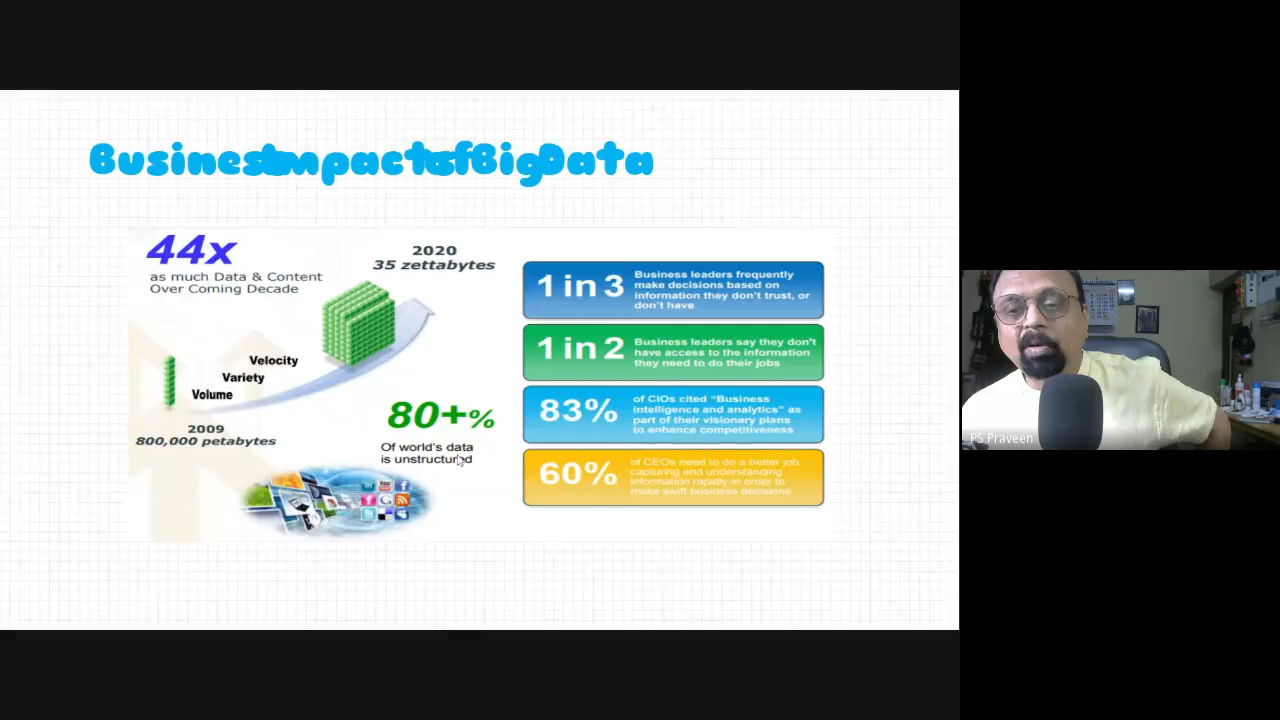 Business Impacts of Big Data
44x
as much Data & Content
Over Coming Decade
2020
35 zettabytes
Velocity
Variety
Volume
2009
800,000 petabytes
80+%
Of world's data
is unstructured
1 in 3
Business leaders frequently
make decisions based on
information they don't trust, or
don't have
1 in 2
Business leaders say they don't
have access to the information
they need to do their jobs
83%
of CIOs cited "Business
intelligence and analytics" as
part of their visionary plans
to enhance competitiveness
60%
of CEOs need to do a better job
capturing and understanding
information rapidly in order to
make swift business decisions
PS Praveen